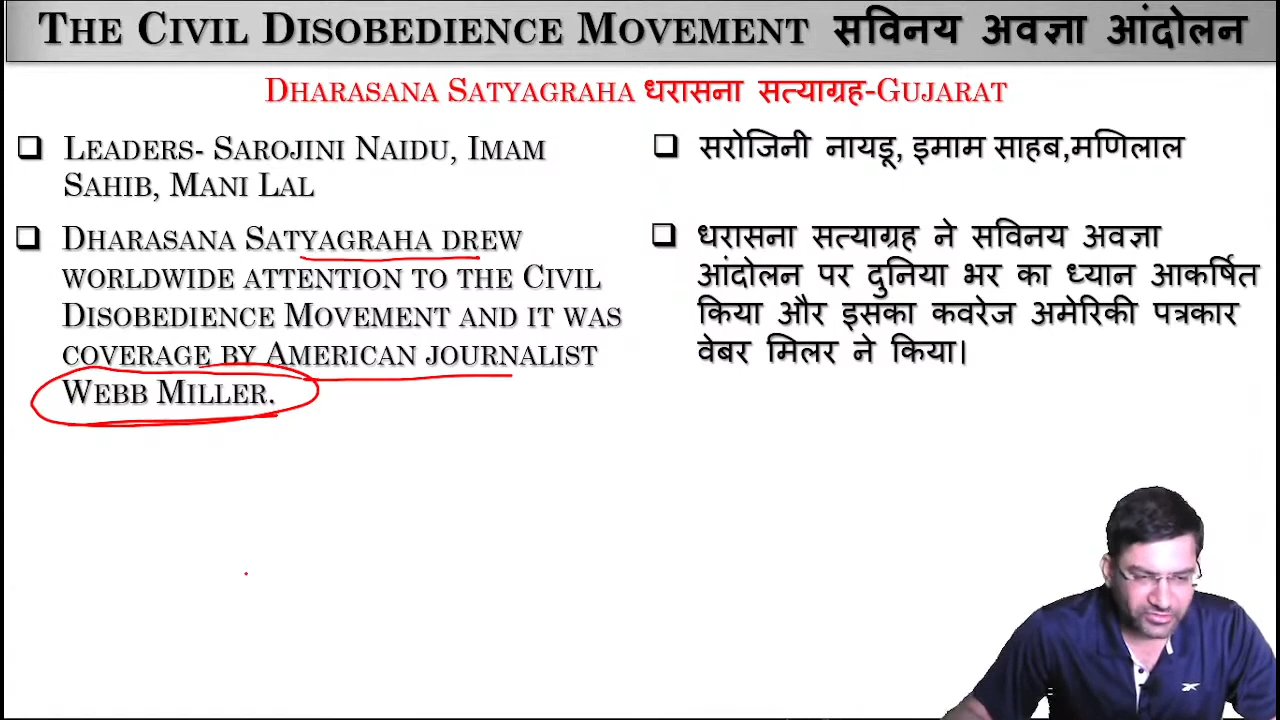 THE CIVIL DISOBEDIENCE MOVEMENT सविनय अवज्ञा आंदोलन
DHARASANA SATYAGRAHA धरासना सत्याग्रह-GUJARAT
LEADERS- SAROJINI NAIDU, IMAM
SAHIB, MANI LAL
DHARASANA SATYAGRAHA DREW
WORLDWIDE ATTENTION TO THE CIVIL
DISOBEDIENCE MOVEMENT AND IT WAS
COVERAGE BY AMERICAN JOURNALIST
WEBB MILLER.
सरोजिनी नायडू, इमाम साहब,मणिलाल
धरासना सत्याग्रह ने सविनय अवज्ञा
आंदोलन पर दुनिया भर का ध्यान आकर्षित
किया और इसका कवरेज अमेरिकी पत्रकार
वेबर मिलर ने किया।